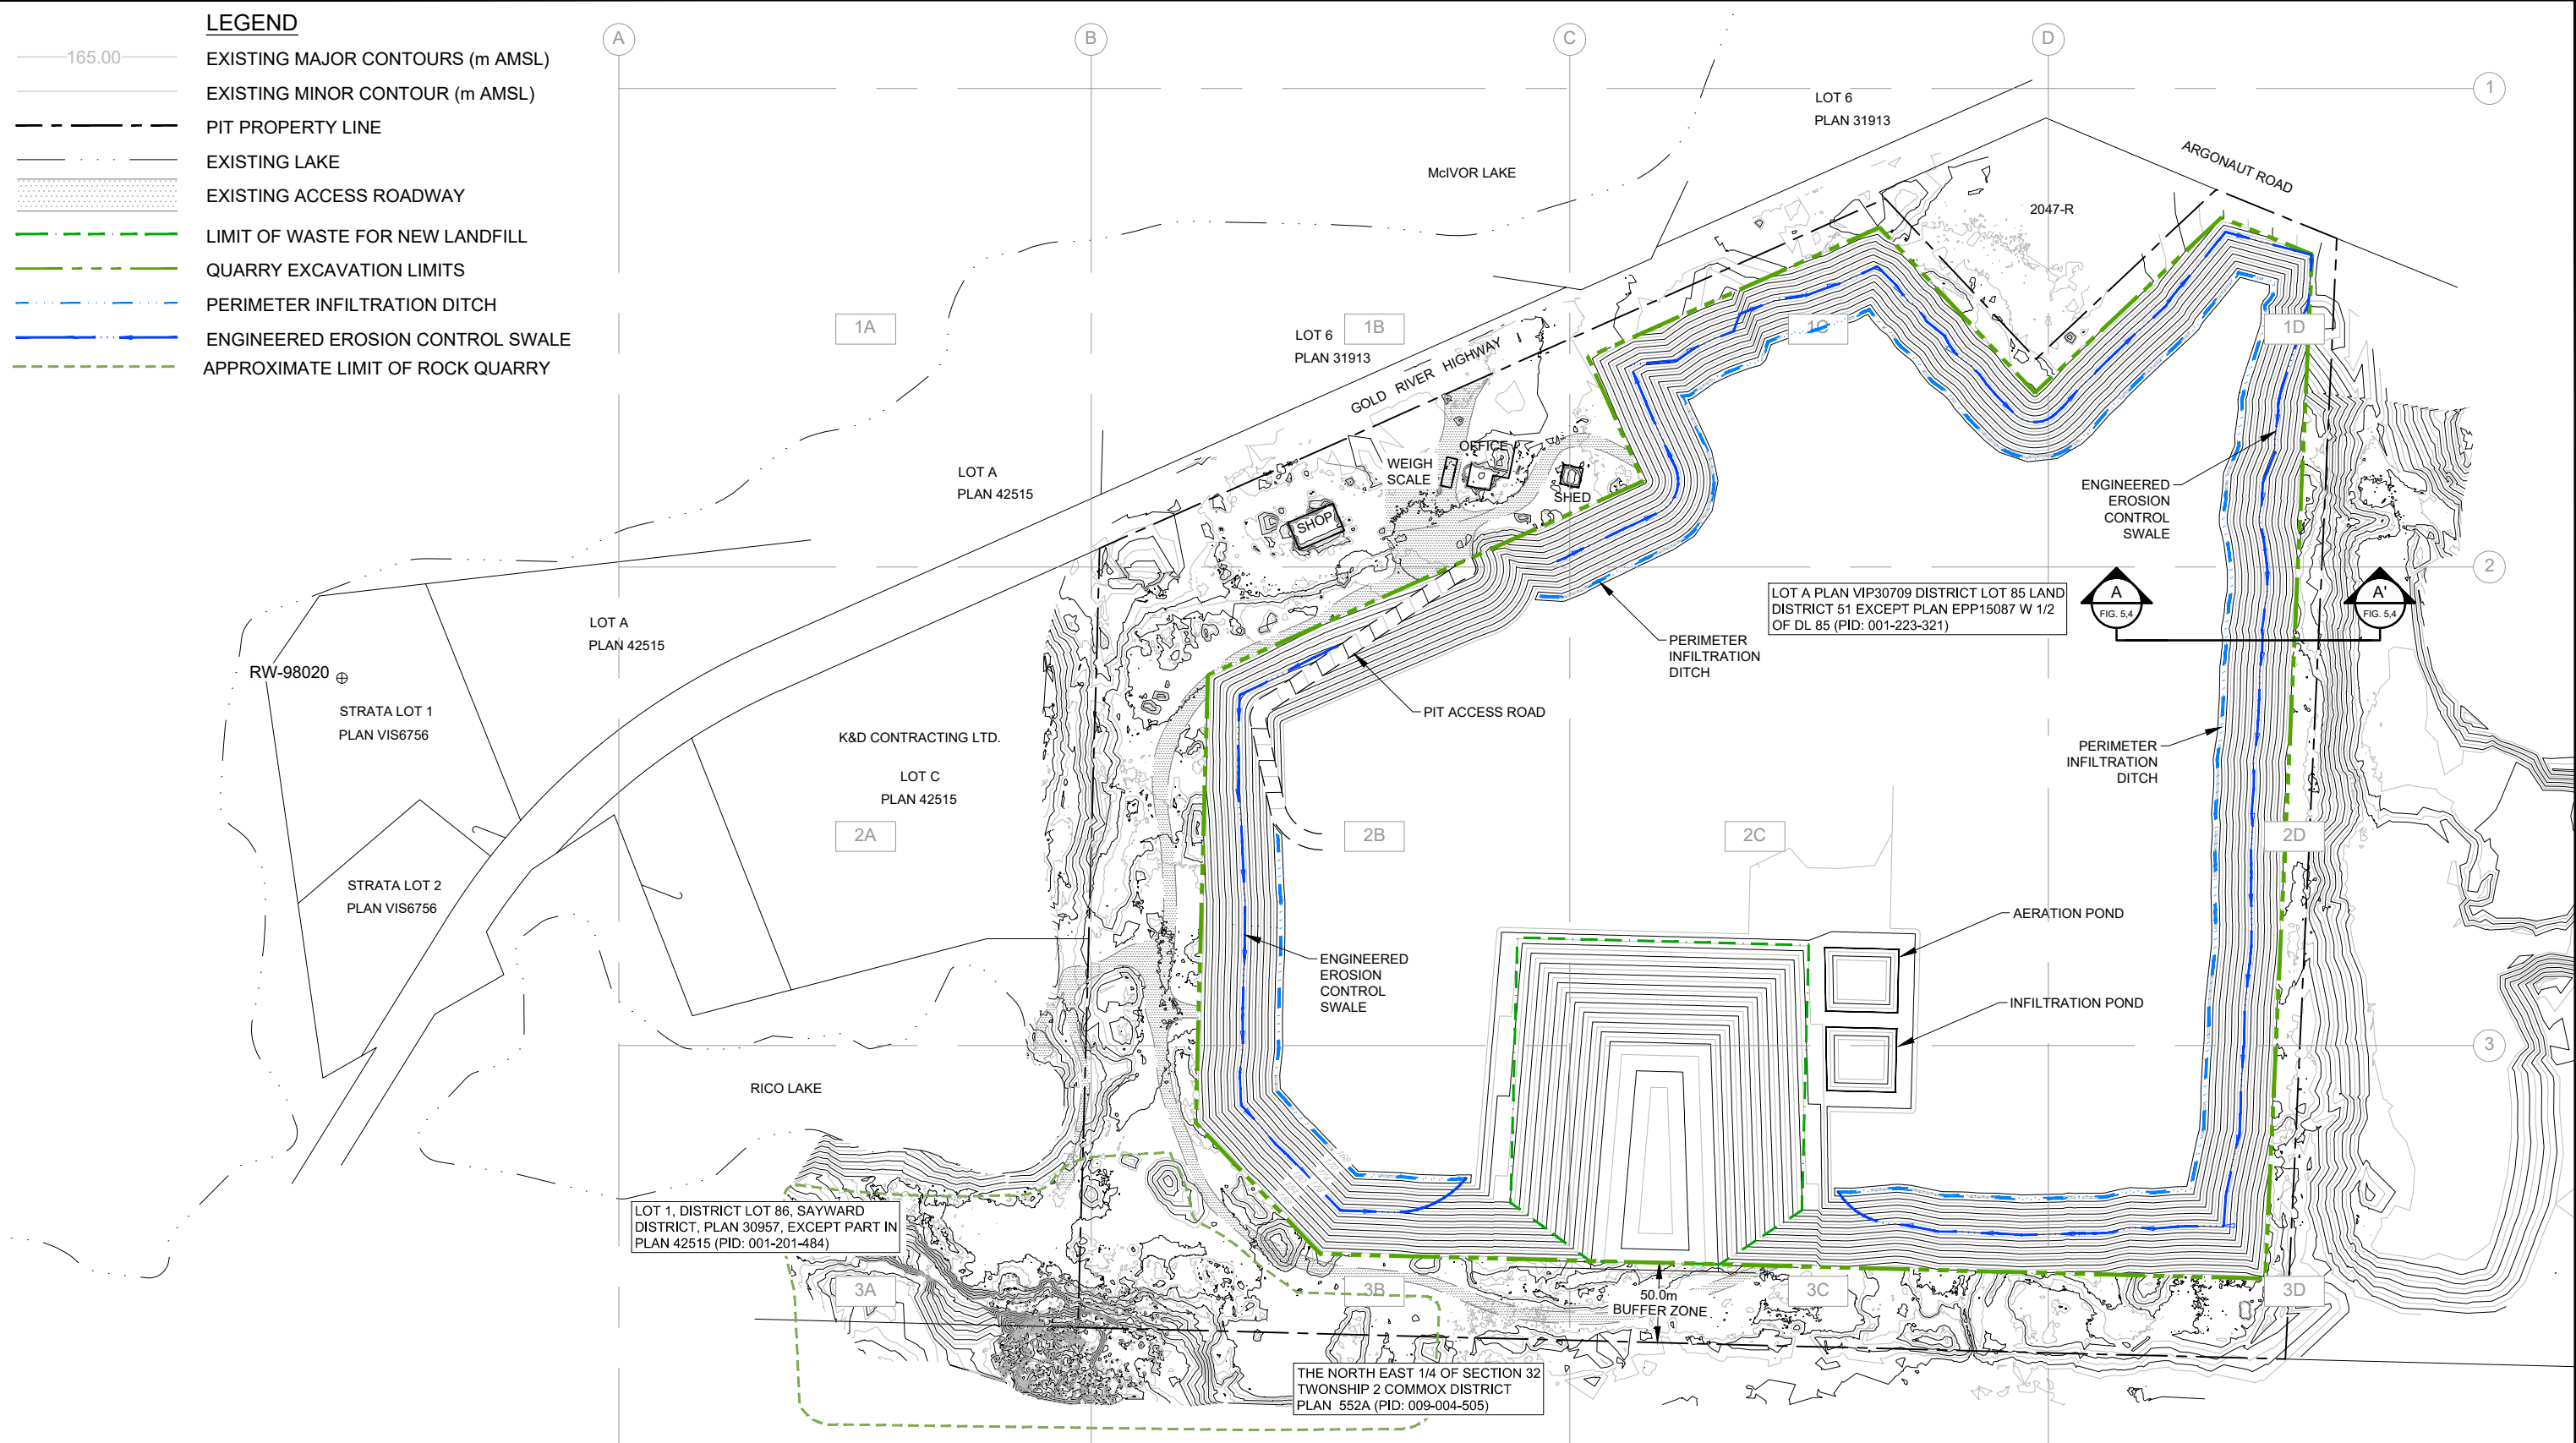 LEGEND
165.00
EXISTING MAJOR CONTOURS (m AMSL)
EXISTING MINOR CONTOUR (m AMSL)
PIT PROPERTY LINE
EXISTING LAKE
EXISTING ACCESS ROADWAY
LIMIT OF WASTE FOR NEW LANDFILL
QUARRY EXCAVATION LIMITS
PERIMETER INFILTRATION DITCH
ENGINEERED EROSION CONTROL SWALE
APPROXIMATE LIMIT OF ROCK QUARRY
A
B
C
D
1
LOT 6
PLAN 31913
McIVOR LAKE
ARGONAUT ROAD
2047-R
1A
1B
1C
1D
LOT 6
PLAN 31913
GOLD RIVER HIGHWAY
OFFICE
WEIGH
SCALE
SHED
SHOP
LOT A
PLAN 42515
ENGINEERED
EROSION
CONTROL
SWALE
2
LOT A PLAN VIP30709 DISTRICT LOT 85 LAND
DISTRICT 51 EXCEPT PLAN EPP15087 W 1/2
OF DL 85 (PID: 001-223-321)
A
FIG. 5,4
A'
FIG. 5,4
LOT A
PLAN 42515
PERIMETER
INFILTRATION
DITCH
RW-98020
STRATA LOT 1
PLAN VIS6756
PIT ACCESS ROAD
K&D CONTRACTING LTD.
LOT C
PLAN 42515
PERIMETER
INFILTRATION
DITCH
2A
2B
2C
2D
STRATA LOT 2
PLAN VIS6756
AERATION POND
ENGINEERED
EROSION
CONTROL
SWALE
INFILTRATION POND
3
RICO LAKE
LOT 1, DISTRICT LOT 86, SAYWARD
DISTRICT, PLAN 30957, EXCEPT PART IN
PLAN 42515 (PID: 001-201-484)
3A
3B
3C
3D
50.0m
BUFFER ZONE
THE NORTH EAST 1/4 OF SECTION 32
TWONSHIP 2 COMMOX DISTRICT
PLAN 552A (PID: 009-004-505)